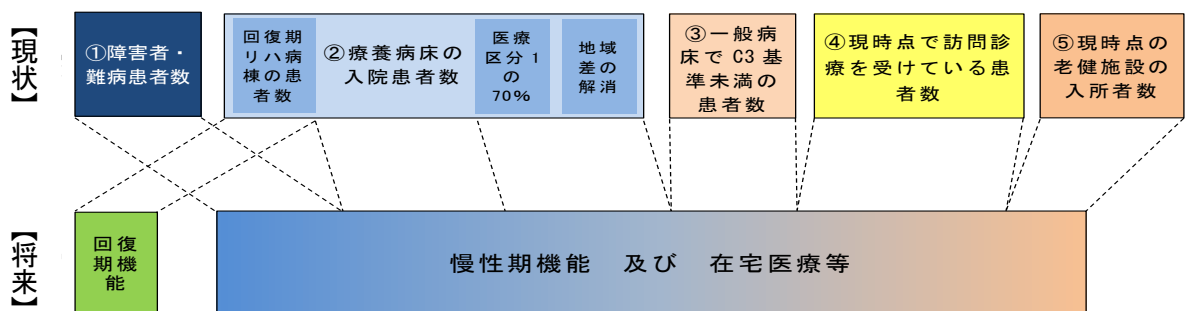 【現状】
①障害者・
難病患者数
回復期
リハ病
棟の患
者数
②療養病床の
入院患者数
医療
区分1
の
70%
地域
差の
解消
③一般病
床でC3基
準未満の
患者数
④現時点で訪問診
療を受けている患
者数
⑤現時点の
老健施設の
入所者数
【将来】
回復
期機
能
慢性期機能 及び 在宅医療等